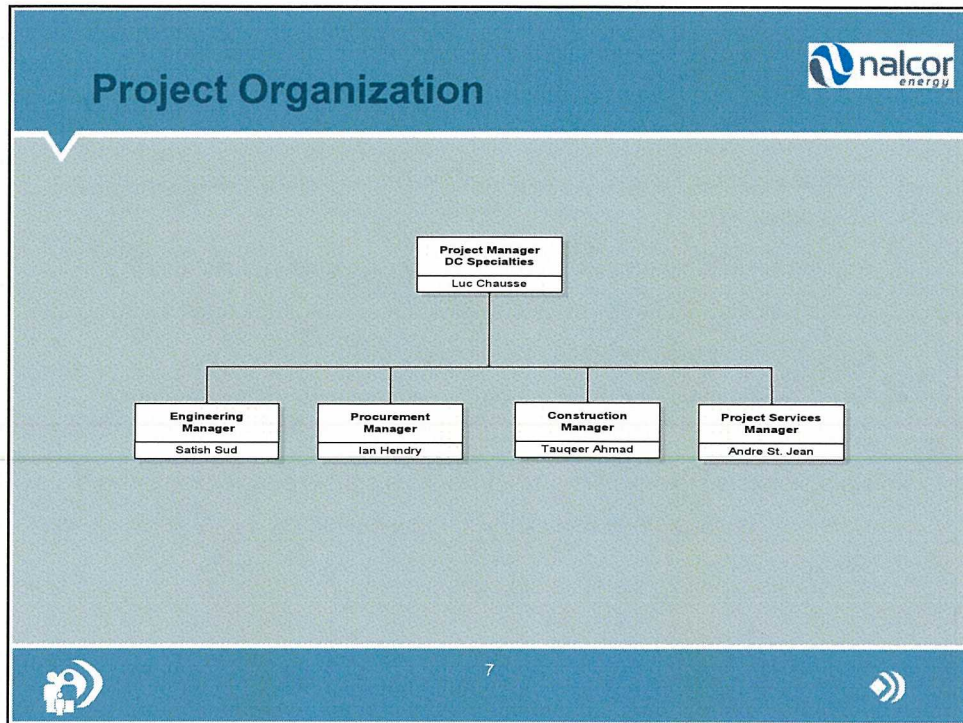 Project Organization
nalcor
energy
Project Manager
DC Specialties
Luc Chausse
Engineering
Manager
Satish Sud
Procurement
Manager
Ian Hendry
Construction
Manager
Tauqeer Ahmad
Project Services
Manager
Andre St. Jean
7